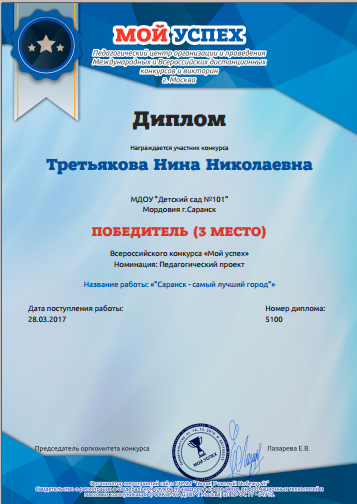 МОЙ УСПЕХ
Педагогический центр организации и проведения
Международных и Всероссийских дистанционных
конкурсов и викторин
г. Москва
Диплом
Награждается участник конкурса
Третьякова Нина Николаевна
МДОУ "Детский сад №101"
Мордовия г.Саранск
ПОБЕДИТЕЛЬ (3 МЕСТО)
Всероссийского конкурса «Мой успех»
Номинация: Педагогический проект
Название работы: «"Саранск - самый лучший город"»
Дата поступления работы: Номер диплома:
28.03.2017 5100
Председатель оргкомитета конкурса Лазарева Е.В.
МОЙ УСПЕХ